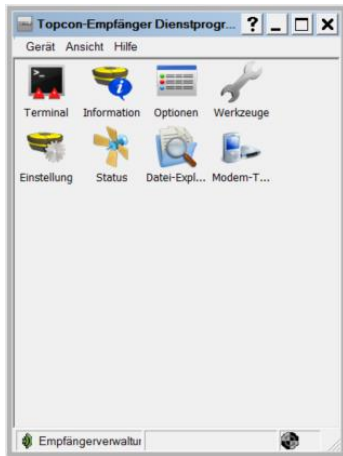 Topcon-Empfänger Dienstprogr...
Gerät Ansicht Hilfe
Terminal Information Optionen Werkzeuge
Einstellung Status Datei-Expl... Modem-T...
Empfängerverwaltur